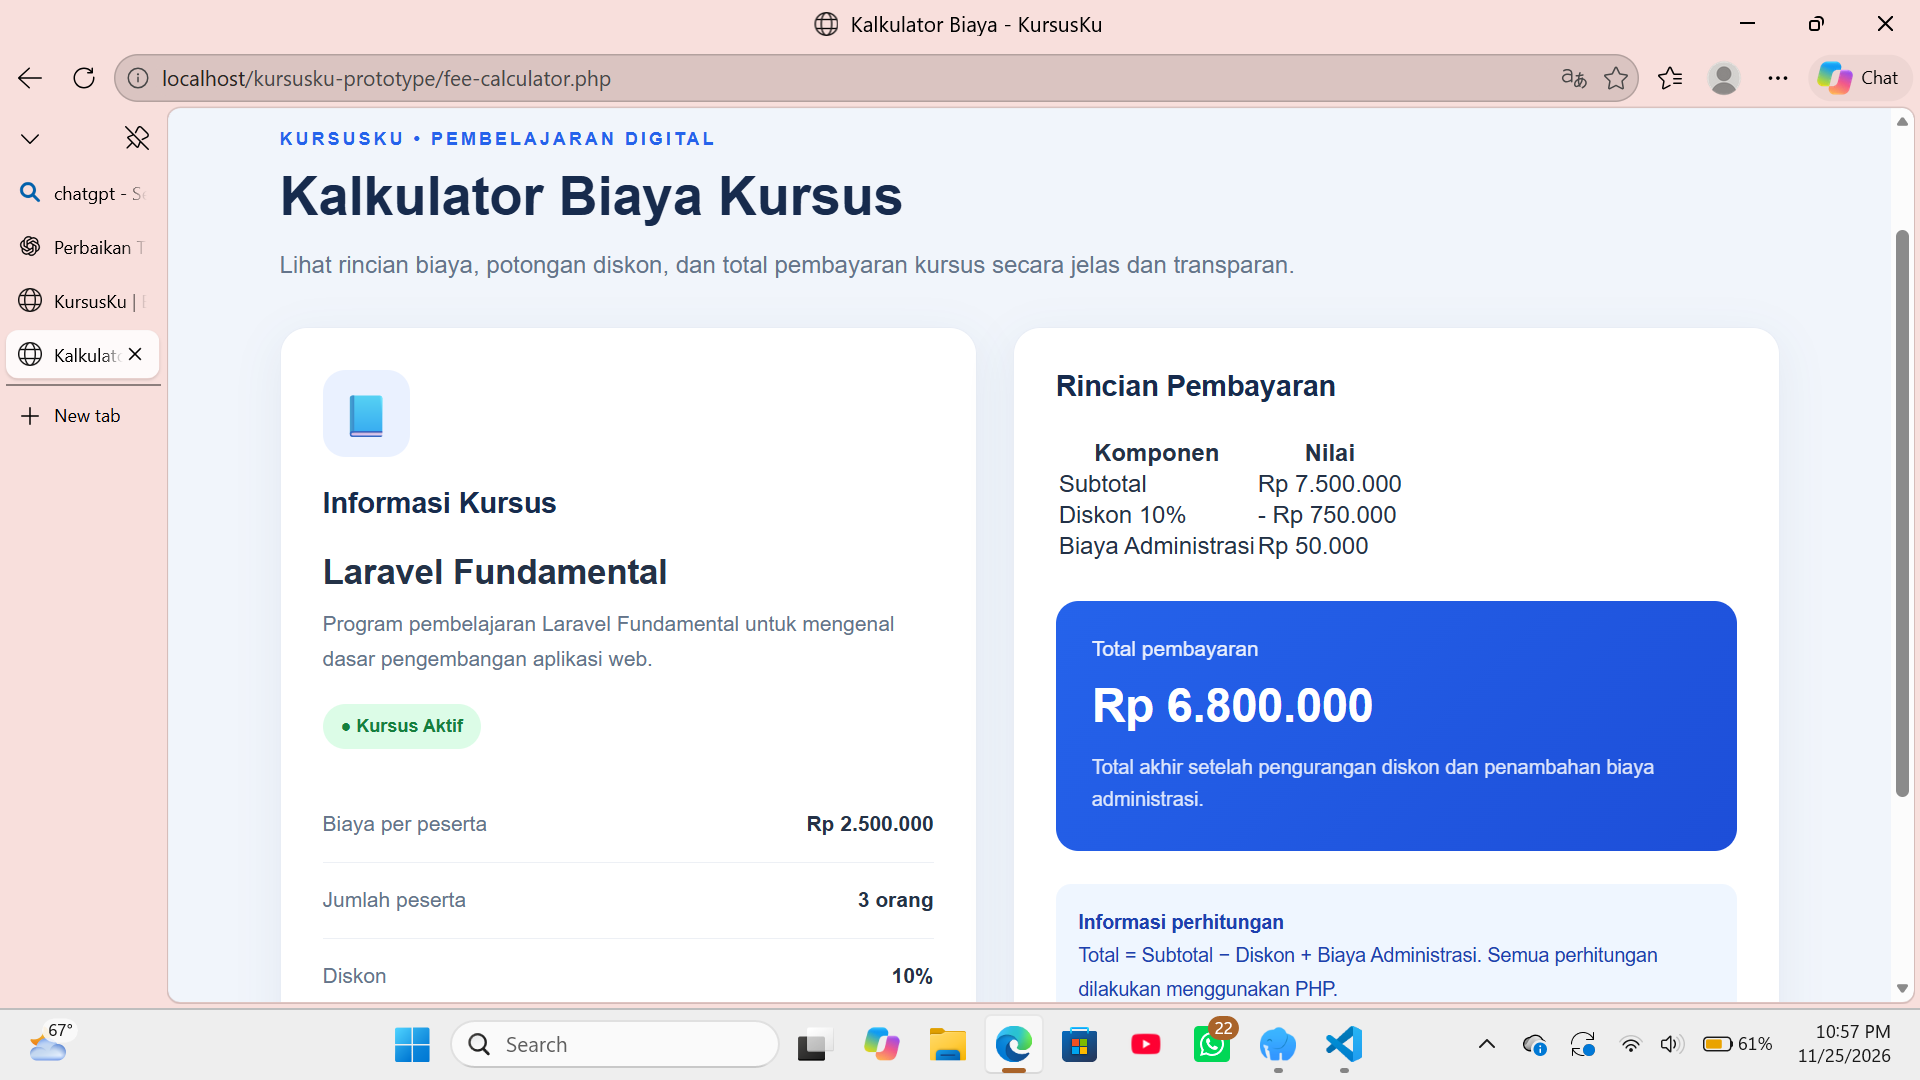 Kalkulator Biaya - KursusKu
localhost/kursusku-prototype/fee-calculator.php
Chat
chatgpt - Se
Perbaikan T
KursusKu |
Kalkulato
New tab
KURSUSKU • PEMBELAJARAN DIGITAL
Kalkulator Biaya Kursus
Lihat rincian biaya, potongan diskon, dan total pembayaran kursus secara jelas dan transparan.
Informasi Kursus
Laravel Fundamental
Program pembelajaran Laravel Fundamental untuk mengenal
dasar pengembangan aplikasi web.
● Kursus Aktif
Biaya per peserta Rp 2.500.000
Jumlah peserta 3 orang
Diskon 10%
Rincian Pembayaran
Komponen Nilai
Subtotal Rp 7.500.000
Diskon 10% - Rp 750.000
Biaya Administrasi Rp 50.000
Total pembayaran
Rp 6.800.000
Total akhir setelah pengurangan diskon dan penambahan biaya
administrasi.
Informasi perhitungan
Total = Subtotal − Diskon + Biaya Administrasi. Semua perhitungan
dilakukan menggunakan PHP.
67°
Search
22
61%
10:57 PM
11/25/2026